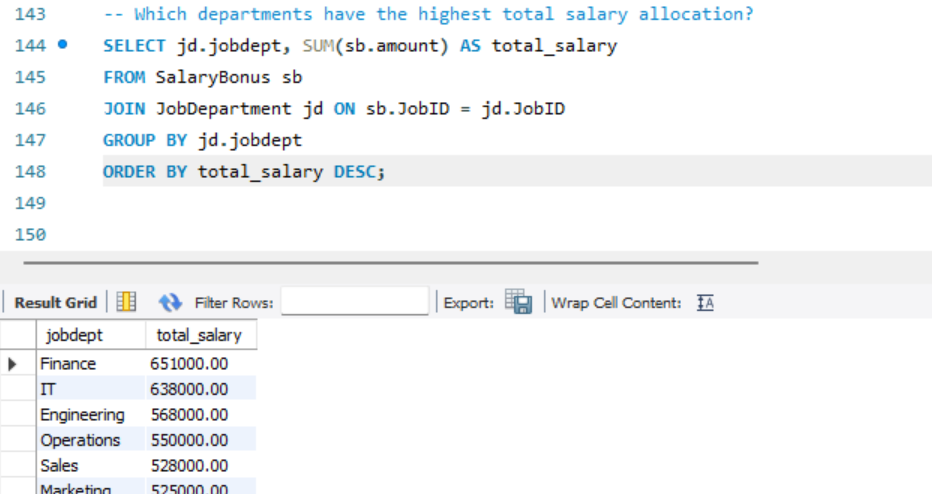 143 -- Which departments have the highest total salary allocation?
144 SELECT jd.jobdept, SUM(sb.amount) AS total_salary
145 FROM SalaryBonus sb
146 JOIN JobDepartment jd ON sb.JobID = jd.JobID
147 GROUP BY jd.jobdept
148 ORDER BY total_salary DESC;
149
150
Result Grid Filter Rows: Export: Wrap Cell Content: IA
jobdept total_salary
Finance 651000.00
IT 638000.00
Engineering 568000.00
Operations 550000.00
Sales 528000.00
Marketing 525000.00